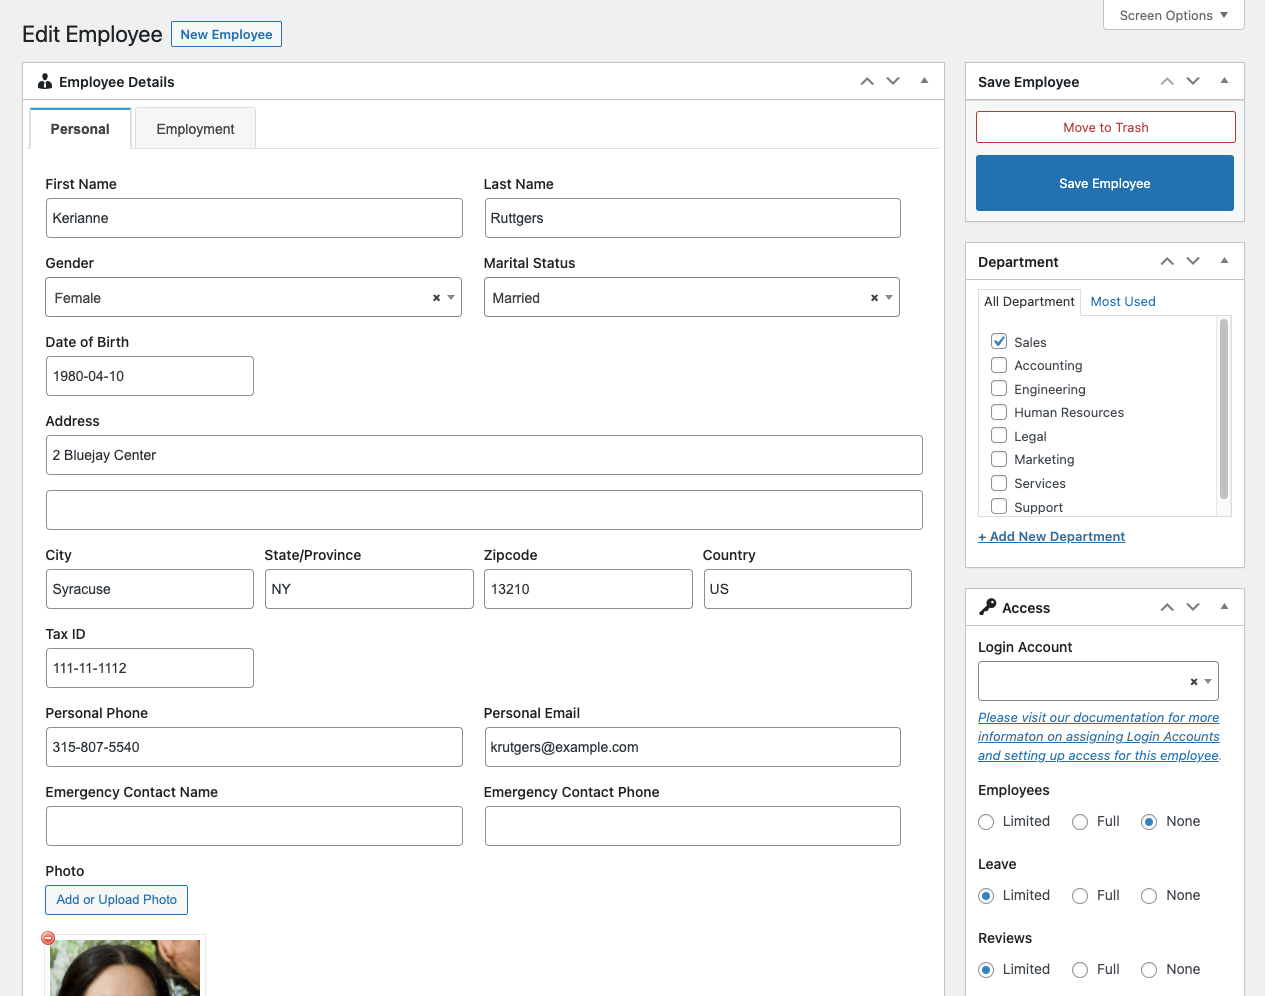 Screen Options
Edit Employee New Employee
Employee Details
Personal Employment
First Name Last Name
Kerianne Ruttgers
Gender Marital Status
Female × Married ×
Date of Birth
1980-04-10
Address
2 Bluejay Center
City State/Province Zipcode Country
Syracuse NY 13210 US
Tax ID
111-11-1112
Personal Phone Personal Email
315-807-5540 krutgers@example.com
Emergency Contact Name Emergency Contact Phone
Photo
Add or Upload Photo
Save Employee
Move to Trash
Save Employee
Department
All Department Most Used
Sales
Accounting
Engineering
Human Resources
Legal
Marketing
Services
Support
+ Add New Department
Access
Login Account
×
Please visit our documentation for more
informaton on assigning Login Accounts
and setting up access for this employee.
Employees
Limited Full None
Leave
Limited Full None
Reviews
Limited Full None